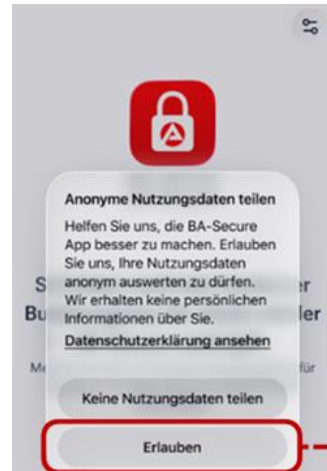 Anonyme Nutzungsdaten teilen
Helfen Sie uns, die BA-Secure
App besser zu machen. Erlauben
Sie uns, Ihre Nutzungsdaten
anonym auswerten zu dürfen.
Wir erhalten keine persönlichen
Informationen über Sie.
Datenschutzerklärung ansehen
für
Keine Nutzungsdaten teilen
Erlauben